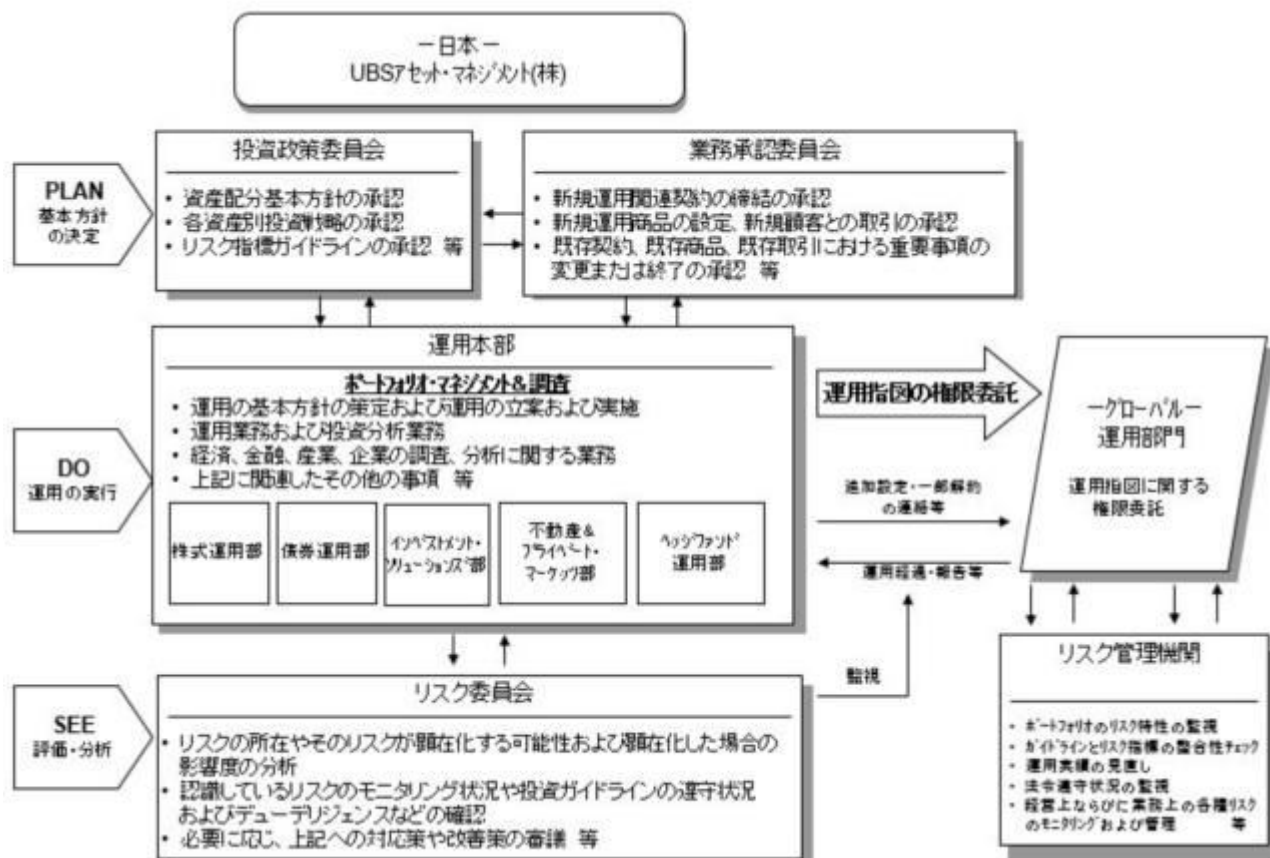 －日本－
UBSアセット・マネジメント(株)
PLAN
基本方針
の決定
投資政策委員会
・ 資産配分基本方針の承認
・ 各資産別投資戦略の承認
・ リスク指標ガイドラインの承認 等
業務承認委員会
・ 新規運用関連契約の締結の承認
・ 新規運用商品の設定、新規顧客との取引の承認
・ 既存契約、既存商品、既存取引における重要事項の
変更または終了の承認 等
DO
運用の実行
運用本部
ポートフォリオ・マネジメント&調査
・ 運用の基本方針の策定および運用の立案および実施
・ 運用業務および投資分析業務
・ 経済、金融、産業、企業の調査、分析に関する業務
・ 上記に関連したその他の事項 等
株式運用部
債券運用部
インベストメント・
ソリューションズ部
不動産&
プライベート・
マーケッツ部
ヘッジファンド
運用部
運用指図の権限委託
追加設定・一部解約
の連絡等
運用経過・報告等
監視
－グローバル－
運用部門
運用指図に関する
権限委託
SEE
評価・分析
リスク委員会
・ リスクの所在やそのリスクが顕在化する可能性および顕在化した場合の
影響度の分析
・ 認識しているリスクのモニタリング状況や投資ガイドラインの遵守状況
およびデューデリジェンスなどの確認
・ 必要に応じ、上記への対応策や改善策の審議 等
リスク管理機関
・ ポートフォリオのリスク特性の監視
・ ガイドラインとリスク指標の整合性チェック
・ 運用実績の見直し
・ 法令遵守状況の監視
・ 経営上ならびに業務上の各種リスク
のモニタリングおよび管理 等